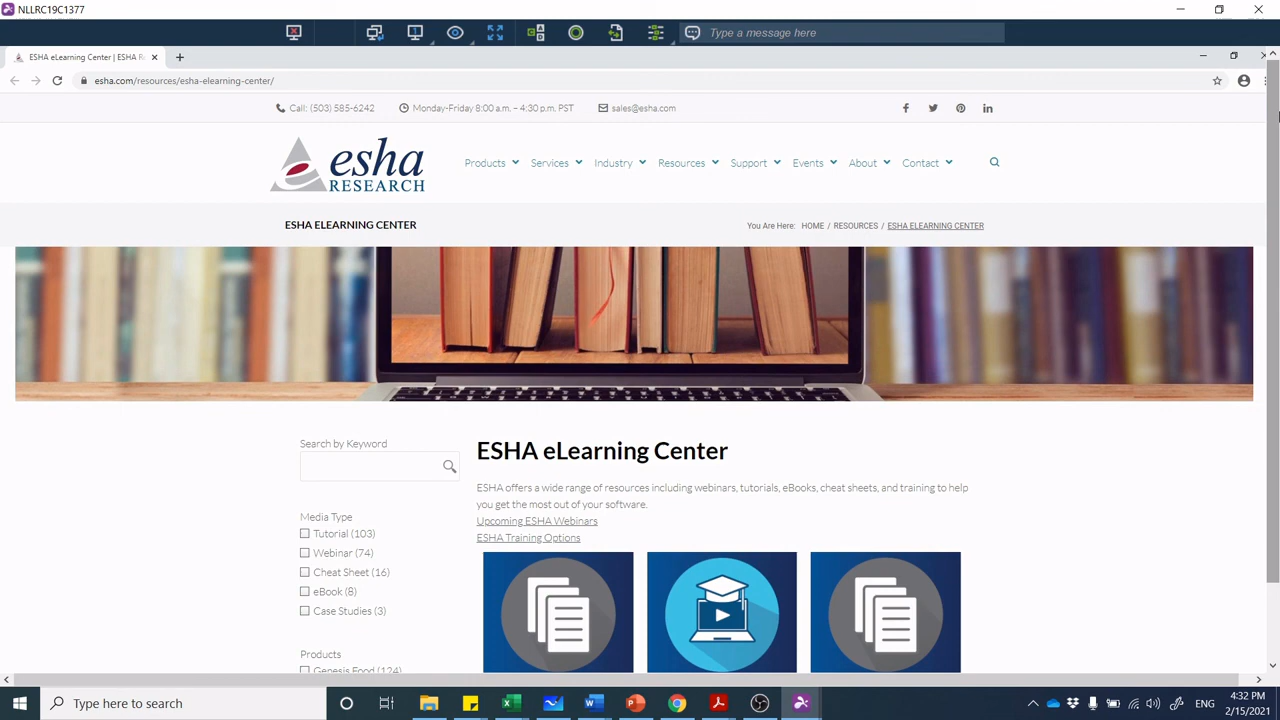 NLLRC19C1377
Type a message here
ESHA eLearning Center | ESHA R
esha.com/resources/esha-elearning-center/
Call: (503) 585-6242
Monday-Friday 8:00 a.m. – 4:30 p.m. PST
sales@esha.com
esha
RESEARCH
Products
Services
Industry
Resources
Support
Events
About
Contact
ESHA ELEARNING CENTER
You Are Here: HOME / RESOURCES / ESHA ELEARNING CENTER
Search by Keyword
ESHA eLearning Center
ESHA offers a wide range of resources including webinars, tutorials, eBooks, cheat sheets, and training to help
you get the most out of your software.
Upcoming ESHA Webinars
ESHA Training Options
Media Type
Tutorial (103)
Webinar (74)
Cheat Sheet (16)
eBook (8)
Case Studies (3)
Products
Genesis Food (124)
Type here to search
ENG
4:32 PM
2/15/2021